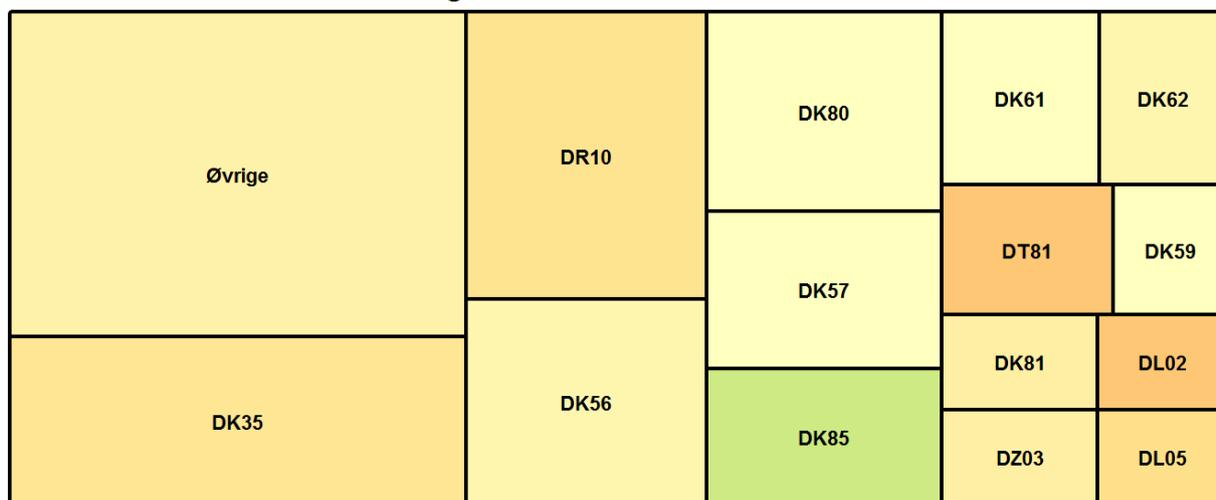 Øvrige
DK35
DR10
DK56
DK80
DK57
DK85
DK61
DK62
DT81
DK59
DK81
DL02
DZ03
DL05